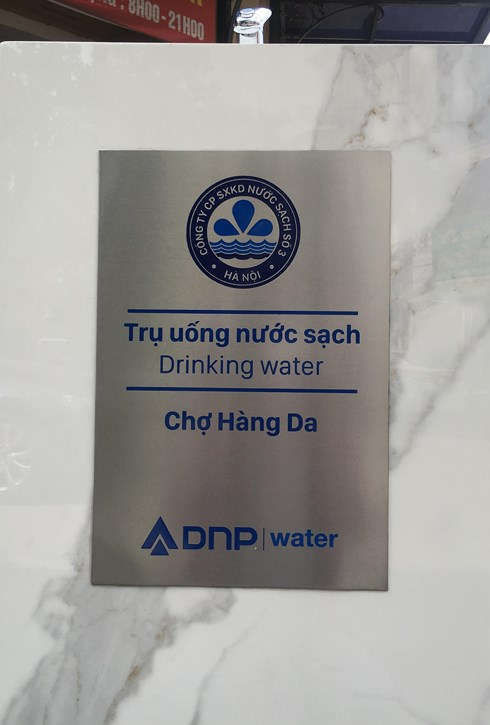 : 8H00 - 21H00
CÔNG TY CP SXKD NƯỚC SẠCH SỐ 3
HÀ NỘI
Trụ uống nước sạch
Drinking water
Chợ Hàng Da
DNP | water